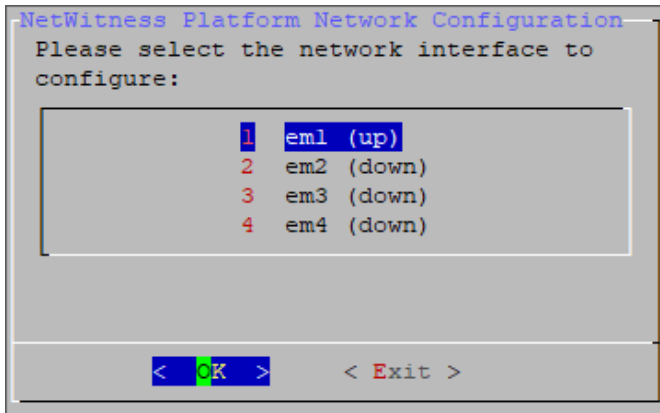 NetWitness Platform Network Configuration
Please select the network interface to
configure:
1 em1 (up)
2 em2 (down)
3 em3 (down)
4 em4 (down)
< OK > < Exit >